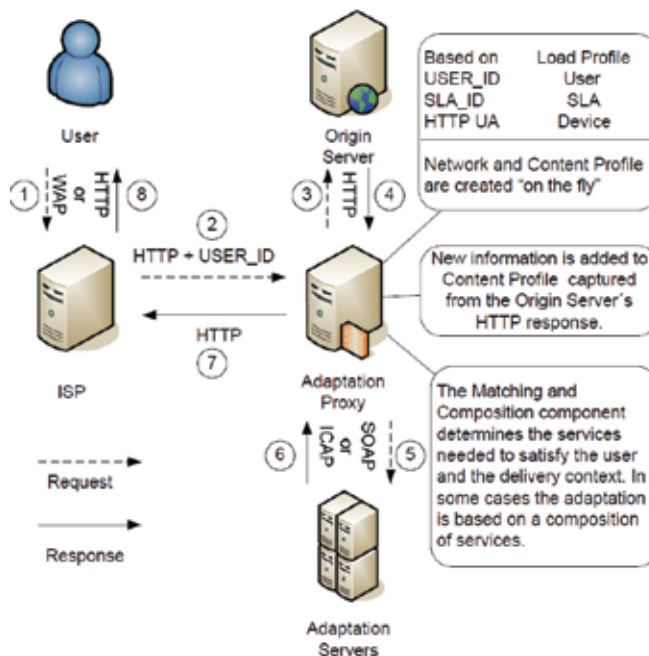 User
Origin
Server
1
WAP
or
HTTP
8
3
HTTP
4
2
HTTP + USER_ID
HTTP
7
ISP
Adaptation
Proxy
6
ICAP
or
SOAP
5
Request
Response
Adaptation
Servers
Based on Load Profile
USER_ID User
SLA_ID SLA
HTTP UA Device
Network and Content Profile
are created “on the fly”
New information is added to
Content Profile captured
from the Origin Server´s
HTTP response.
The Matching and
Composition component
determines the services
needed to satisfy the user
and the delivery context. In
some cases the adaptation
is based on a composition
of services.